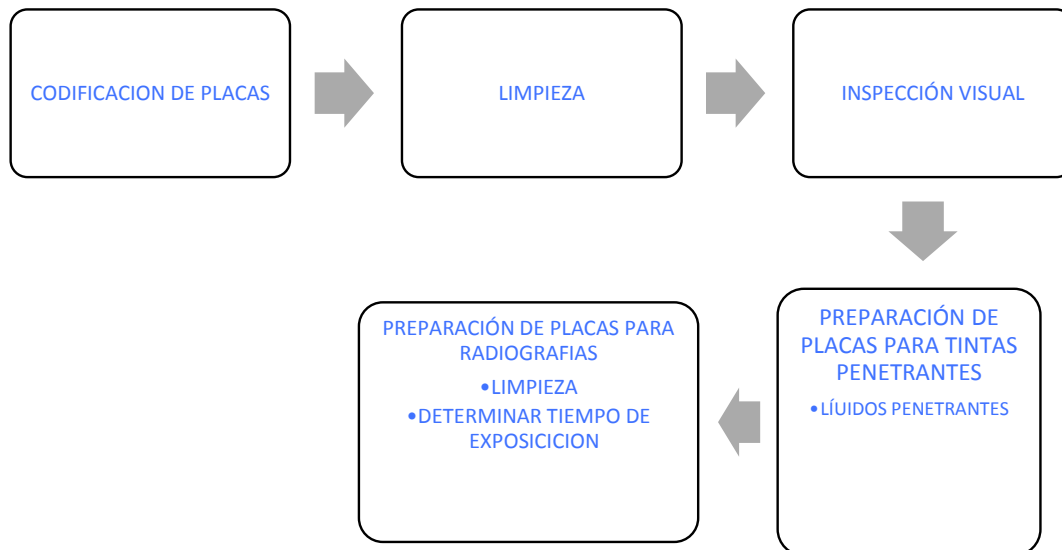 CODIFICACION DE PLACAS
LIMPIEZA
INSPECCIÓN VISUAL
PREPARACIÓN DE
PLACAS PARA TINTAS
PENETRANTES
•LÍUIDOS PENETRANTES
PREPARACIÓN DE PLACAS PARA
RADIOGRAFIAS
•LIMPIEZA
•DETERMINAR TIEMPO DE
EXPOSICICION